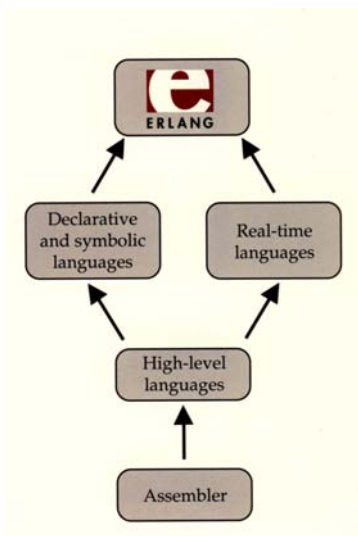 e
ERLANG
Declarative
and symbolic
languages
Real-time
languages
High-level
languages
Assembler